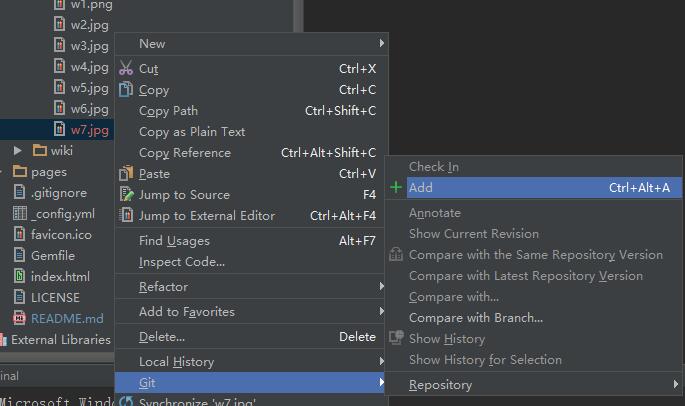 w1.png
w2.jpg
w3.jpg
w4.jpg
w5.jpg
w6.jpg
w7.jpg
wiki
pages
.gitignore
_config.yml
favicon.ico
Gemfile
index.html
LICENSE
README.md
External Libraries
inal
Microsoft Wind
New
Cut Ctrl+X
Copy Ctrl+C
Copy Path Ctrl+Shift+C
Copy as Plain Text
Copy Reference Ctrl+Alt+Shift+C
Paste Ctrl+V
Jump to Source F4
Jump to External Editor Ctrl+Alt+F4
Find Usages Alt+F7
Inspect Code...
Refactor
Add to Favorites
Delete... Delete
Local History
Git
Synchronize 'w7.jpg'
Check In
Add Ctrl+Alt+A
Annotate
Show Current Revision
Compare with the Same Repository Version
Compare with Latest Repository Version
Compare with...
Compare with Branch...
Show History
Show History for Selection
Repository